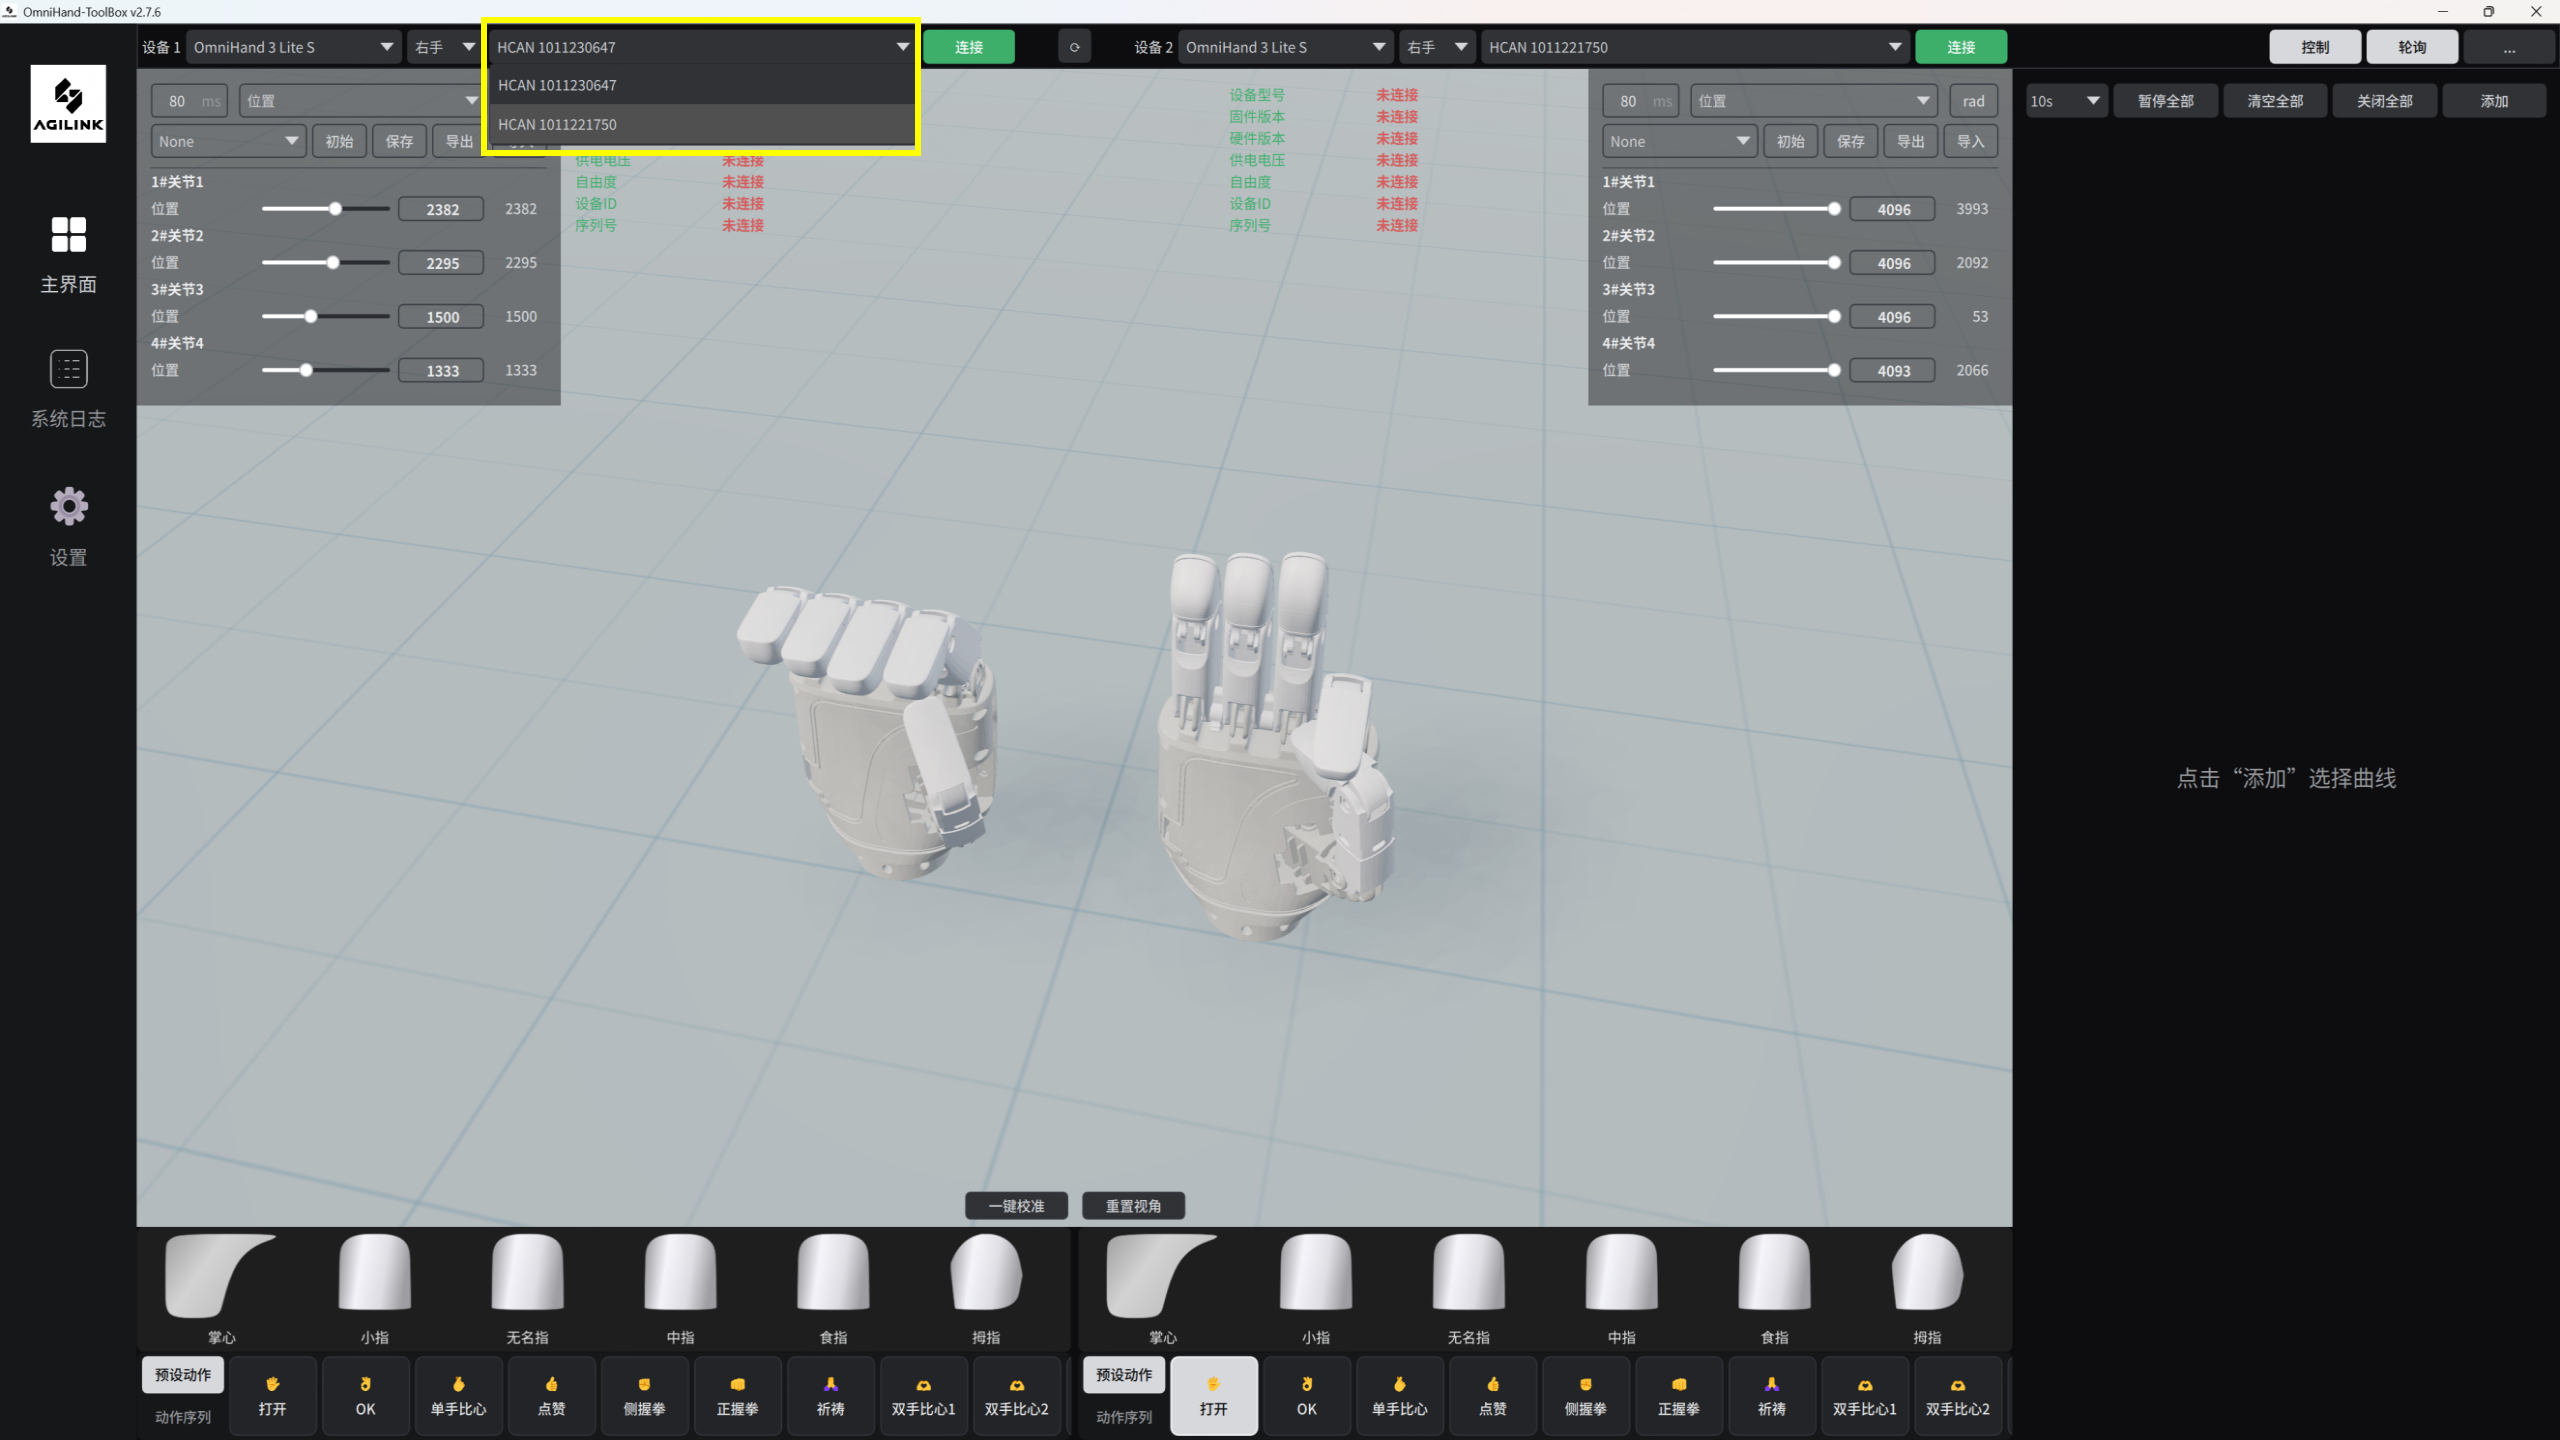 OmniHand-ToolBox v2.7.6
设备 1 OmniHand 3 Lite S 右手 HCAN 1011230647 连接 设备 2 OmniHand 3 Lite S 右手 HCAN 1011221750 连接 控制 轮询 ...
HCAN 1011230647
HCAN 1011221750
AGILINK
主界面
系统日志
设置
80 ms 位置
None 初始 保存 导出
1#关节1
位置 2382 2382
2#关节2
位置 2295 2295
3#关节3
位置 1500 1500
4#关节4
位置 1333 1333
供电电压 未连接
自由度 未连接
设备ID 未连接
序列号 未连接
设备型号 未连接
固件版本 未连接
硬件版本 未连接
供电电压 未连接
自由度 未连接
设备ID 未连接
序列号 未连接
80 ms 位置 rad
None 初始 保存 导出 导入
1#关节1
位置 4096 3993
2#关节2
位置 4096 2092
3#关节3
位置 4096 53
4#关节4
位置 4093 2066
10s 暂停全部 清空全部 关闭全部 添加
点击“添加”选择曲线
一键校准 重置视角
掌心 小指 无名指 中指 食指 拇指
掌心 小指 无名指 中指 食指 拇指
预设动作
动作序列
打开 OK 单手比心 点赞 侧握拳 正握拳 祈祷 双手比心1 双手比心2
预设动作
动作序列
打开 OK 单手比心 点赞 侧握拳 正握拳 祈祷 双手比心1 双手比心2